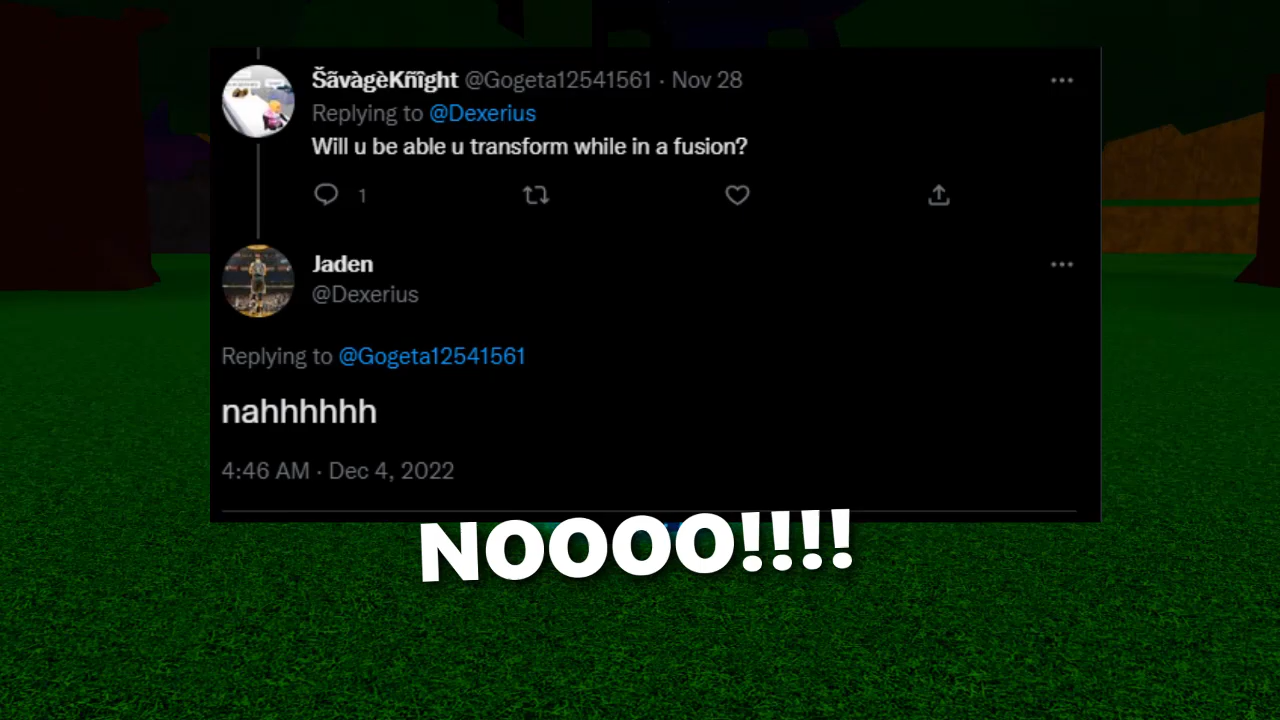 ŠãvàgèKñîght @Gogeta12541561 · Nov 28
Replying to @Dexerius
Will u be able u transform while in a fusion?
1
Jaden
@Dexerius
Replying to @Gogeta12541561
nahhhhhh
4:46 AM · Dec 4, 2022
NOOOO!!!!